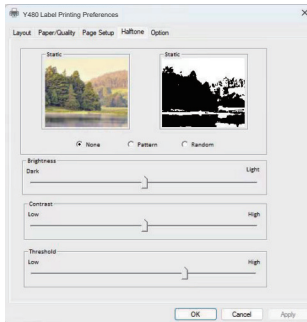 Y480 Label Printing Preferences
Layout Paper/Quality Page Setup Halftone Option
Static Static
None Pattern Random
Brightness
Dark Light
Contrast
Low High
Threshold
Low High
OK Cancel Apply